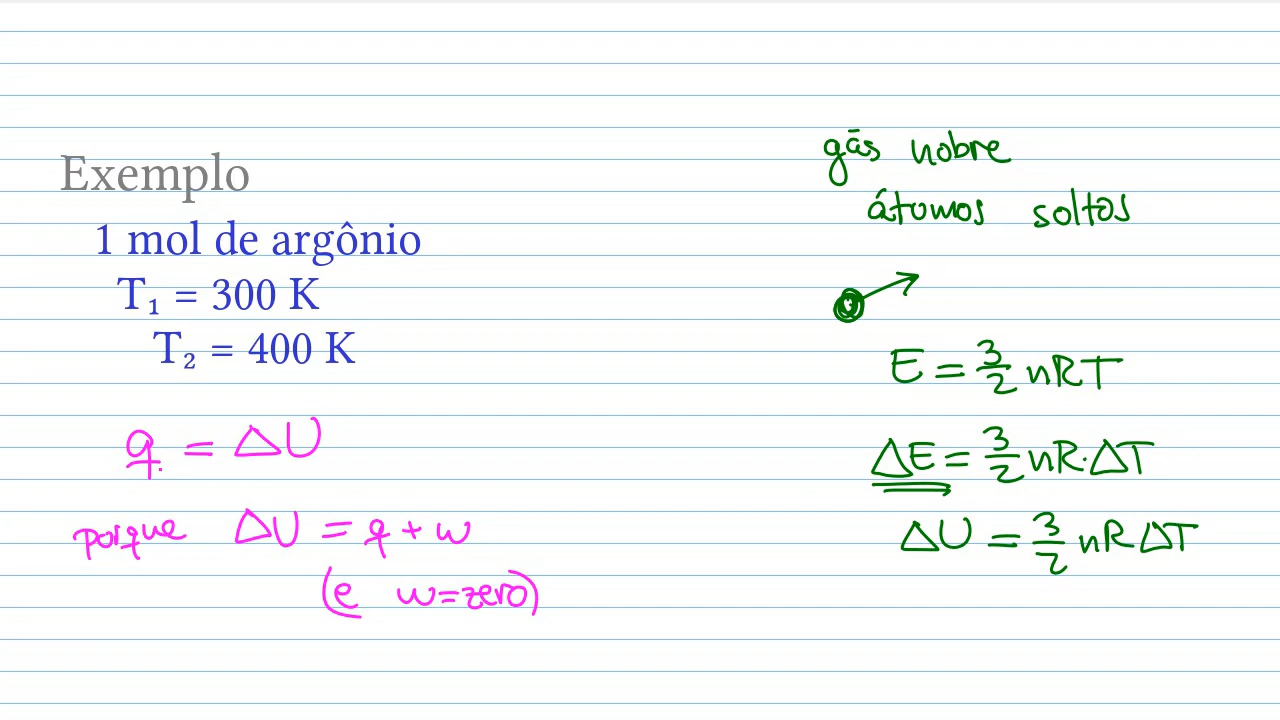 Exemplo
1 mol de argônio
T₁ = 300 K
T₂ = 400 K
q = ΔU
porque ΔU = q + w
(e w = zero)
gás nobre
átomos soltos
E = 3/2 nRT
ΔE = 3/2 nR·ΔT
ΔU = 3/2 nRΔT